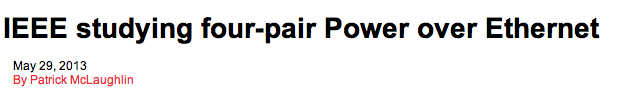 IEEE studying four-pair Power over Ethernet
May 29, 2013
By Patrick McLaughlin